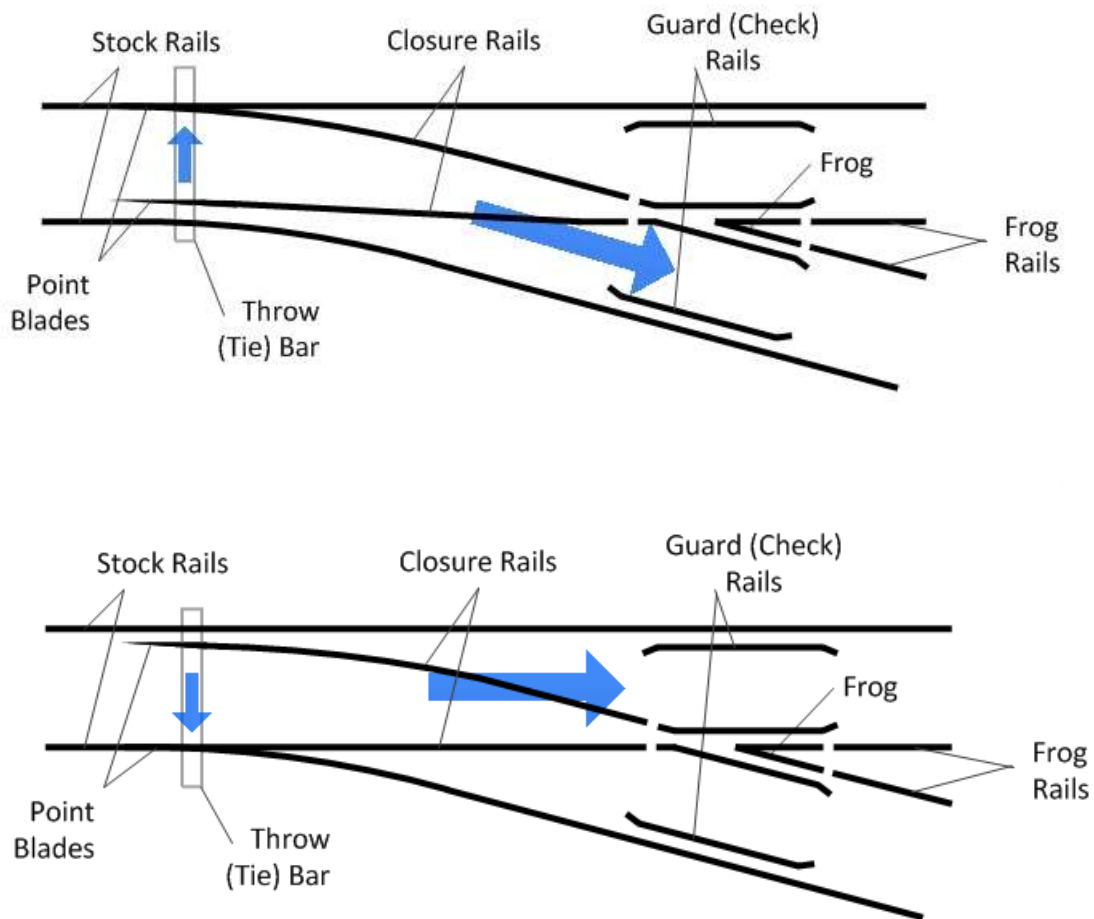 Stock Rails
Closure Rails
Guard (Check)
Rails
Frog
Frog
Rails
Point
Blades
Throw
(Tie) Bar
Stock Rails
Closure Rails
Guard (Check)
Rails
Frog
Frog
Rails
Point
Blades
Throw
(Tie) Bar